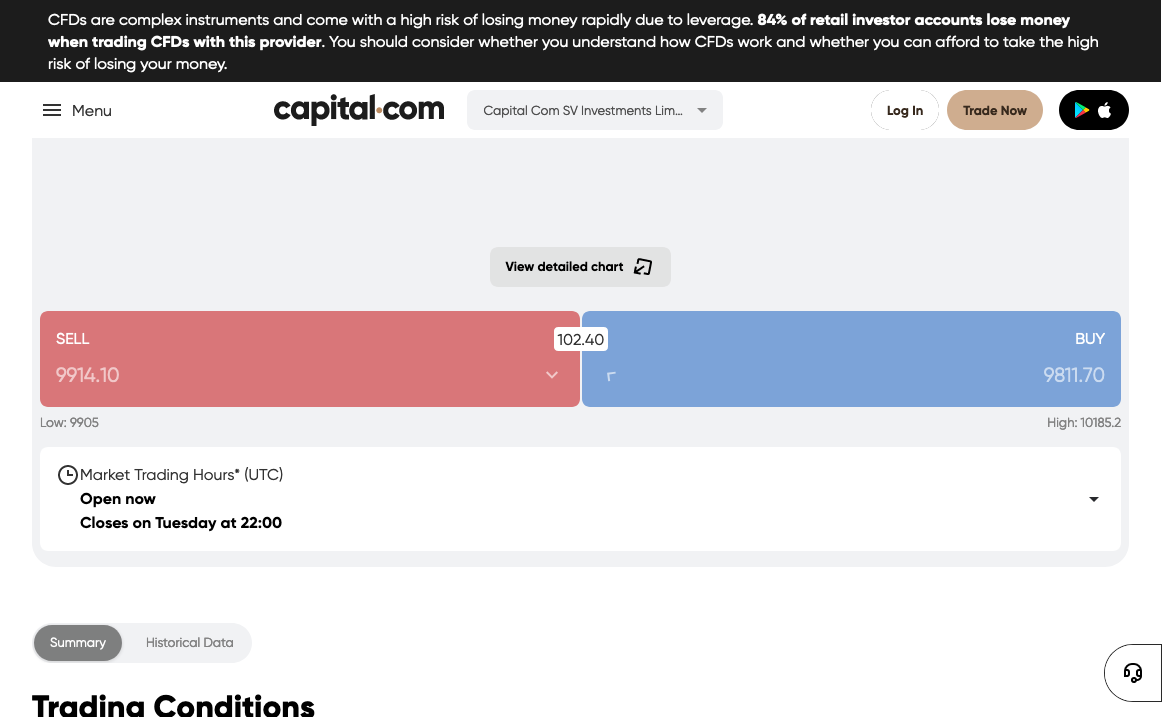 CFDs are complex instruments and come with a high risk of losing money rapidly due to leverage. 84% of retail investor accounts lose money
when trading CFDs with this provider. You should consider whether you understand how CFDs work and whether you can afford to take the high
risk of losing your money.
Menu
capital.com
Capital Com SV Investments Lim...
Log In
Trade Now
View detailed chart
SELL
102.40
BUY
9914.10
9811.70
Low: 9905
High: 10185.2
Market Trading Hours* (UTC)
Open now
Closes on Tuesday at 22:00
Summary
Historical Data
Trading Conditions